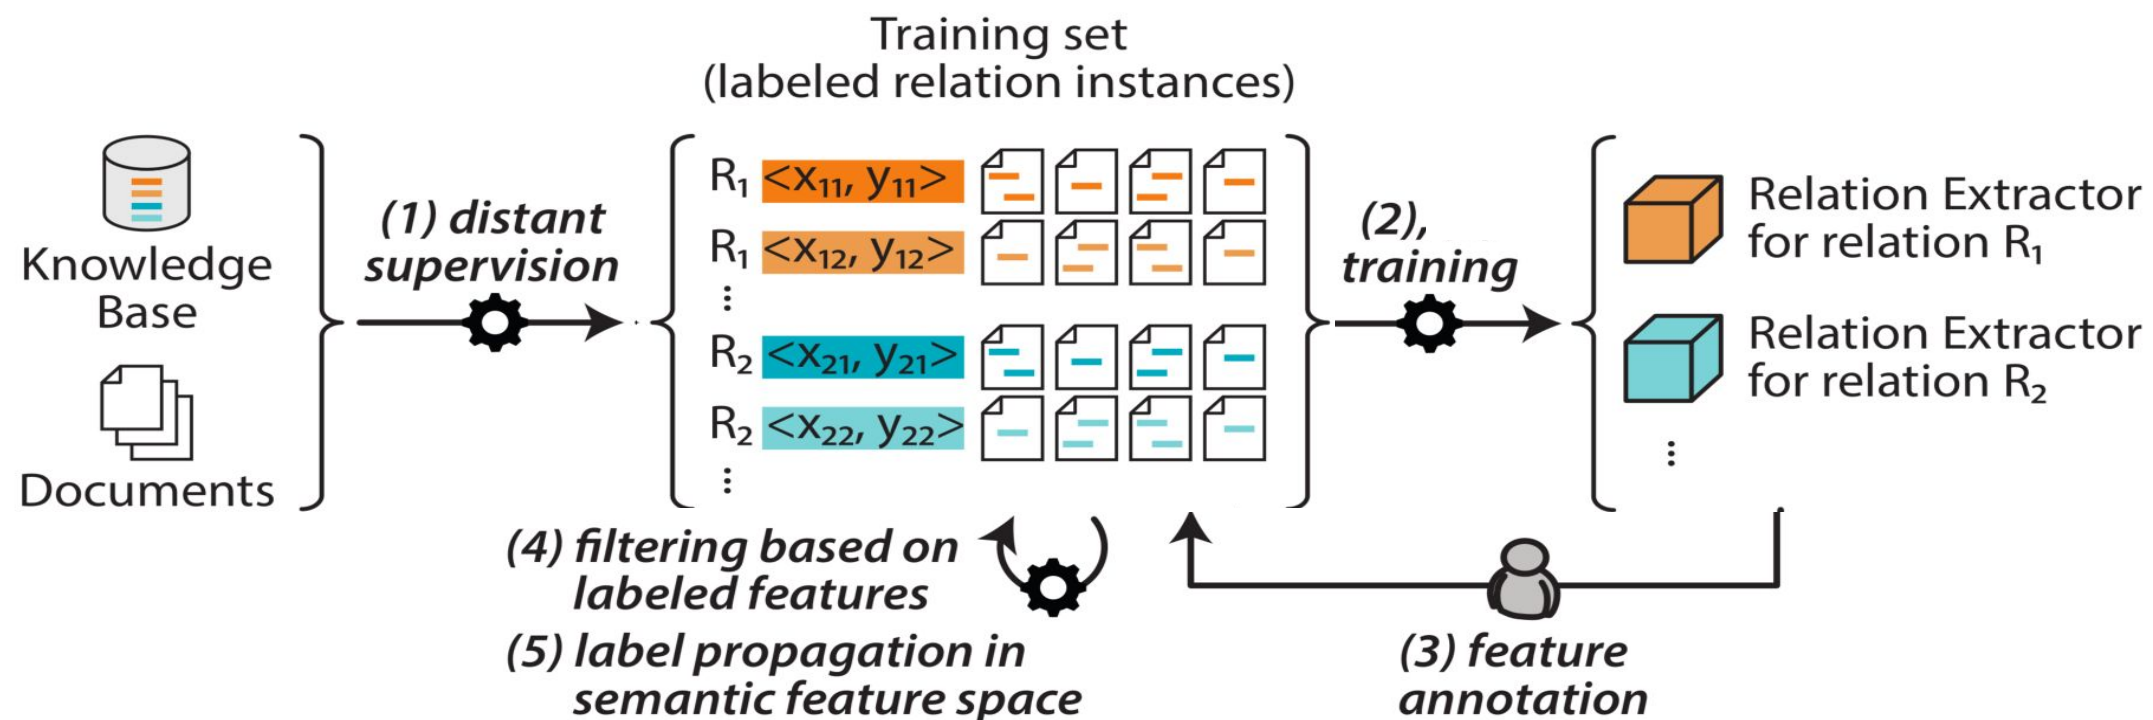 Training set
(labeled relation instances)
Knowledge
Base
Documents
(1) distant
supervision
R₁ <x₁₁, y₁₁>
R₁ <x₁₂, y₁₂>
⋮
R₂ <x₂₁, y₂₁>
R₂ <x₂₂, y₂₂>
⋮
(2),
training
Relation Extractor
for relation R₁
Relation Extractor
for relation R₂
⋮
(4) filtering based on
labeled features
(5) label propagation in
semantic feature space
(3) feature
annotation